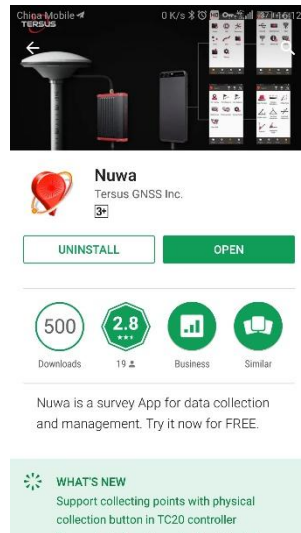 China Mobile
0 K/s
16:12
TERSUS
Nuwa
Tersus GNSS Inc.
3+
UNINSTALL
OPEN
500
2.8
Downloads
19
Business
Similar
Nuwa is a survey App for data collection
and management. Try it now for FREE.
WHAT'S NEW
Support collecting points with physical
collection button in TC20 controller